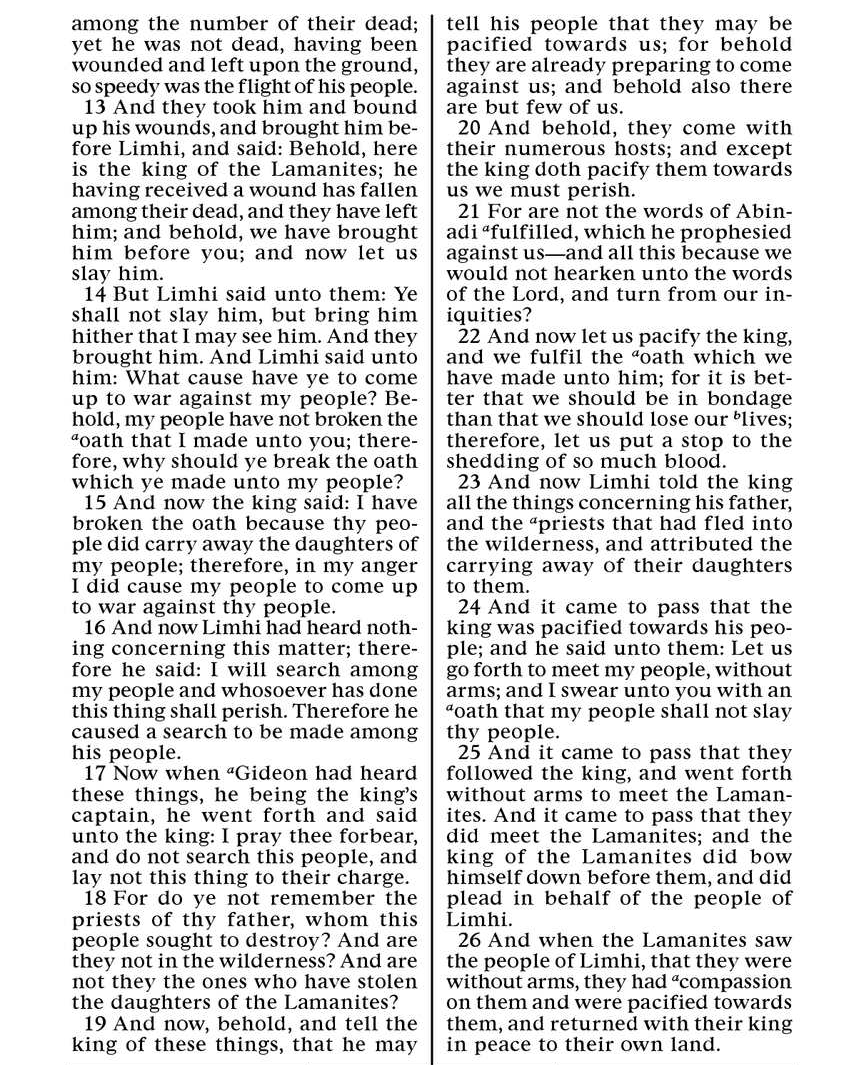 among the number of their dead;
yet he was not dead, having been
wounded and left upon the ground,
so speedy was the flight of his people.
13 And they took him and bound
up his wounds, and brought him be-
fore Limhi, and said: Behold, here
is the king of the Lamanites; he
having received a wound has fallen
among their dead, and they have left
him; and behold, we have brought
him before you; and now let us
slay him.
14 But Limhi said unto them: Ye
shall not slay him, but bring him
hither that I may see him. And they
brought him. And Limhi said unto
him: What cause have ye to come
up to war against my people? Be-
hold, my people have not broken the
aoath that I made unto you; there-
fore, why should ye break the oath
which ye made unto my people?
15 And now the king said: I have
broken the oath because thy peo-
ple did carry away the daughters of
my people; therefore, in my anger
I did cause my people to come up
to war against thy people.
16 And now Limhi had heard noth-
ing concerning this matter; there-
fore he said: I will search among
my people and whosoever has done
this thing shall perish. Therefore he
caused a search to be made among
his people.
17 Now when aGideon had heard
these things, he being the king's
captain, he went forth and said
unto the king: I pray thee forbear,
and do not search this people, and
lay not this thing to their charge.
18 For do ye not remember the
priests of thy father, whom this
people sought to destroy? And are
they not in the wilderness? And are
not they the ones who have stolen
the daughters of the Lamanites?
19 And now, behold, and tell the
king of these things, that he may
tell his people that they may be
pacified towards us; for behold
they are already preparing to come
against us; and behold also there
are but few of us.
20 And behold, they come with
their numerous hosts; and except
the king doth pacify them towards
us we must perish.
21 For are not the words of Abin-
adi afulfilled, which he prophesied
against us—and all this because we
would not hearken unto the words
of the Lord, and turn from our in-
iquities?
22 And now let us pacify the king,
and we fulfil the aoath which we
have made unto him; for it is bet-
ter that we should be in bondage
than that we should lose our blives;
therefore, let us put a stop to the
shedding of so much blood.
23 And now Limhi told the king
all the things concerning his father,
and the apriests that had fled into
the wilderness, and attributed the
carrying away of their daughters
to them.
24 And it came to pass that the
king was pacified towards his peo-
ple; and he said unto them: Let us
go forth to meet my people, without
arms; and I swear unto you with an
aoath that my people shall not slay
thy people.
25 And it came to pass that they
followed the king, and went forth
without arms to meet the Laman-
ites. And it came to pass that they
did meet the Lamanites; and the
king of the Lamanites did bow
himself down before them, and did
plead in behalf of the people of
Limhi.
26 And when the Lamanites saw
the people of Limhi, that they were
without arms, they had acompassion
on them and were pacified towards
them, and returned with their king
in peace to their own land.